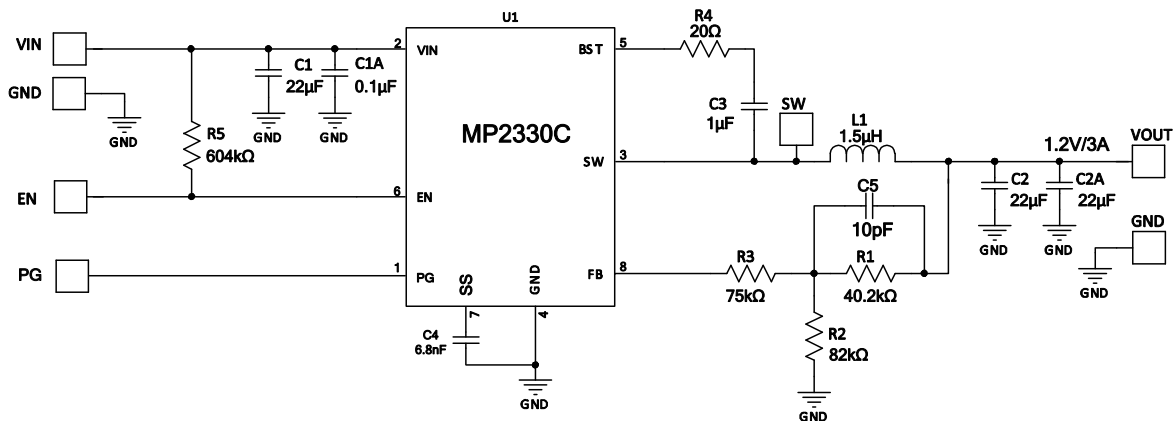 U1
VIN
2
VIN
C1
22µF
GND
C1A
0.1µF
GND
GND
GND
R5
604kΩ
EN
6
EN
PG
1
PG
MP2330C
BST
5
R4
20Ω
C3
1µF
SW
SW
3
L1
1.5µH
1.2V/3A
VOUT
C2
22µF
GND
C2A
22µF
GND
GND
GND
C5
10pF
FB
8
R3
75kΩ
R1
40.2kΩ
R2
82kΩ
GND
SS
7
GND
4
C4
6.8nF
GND